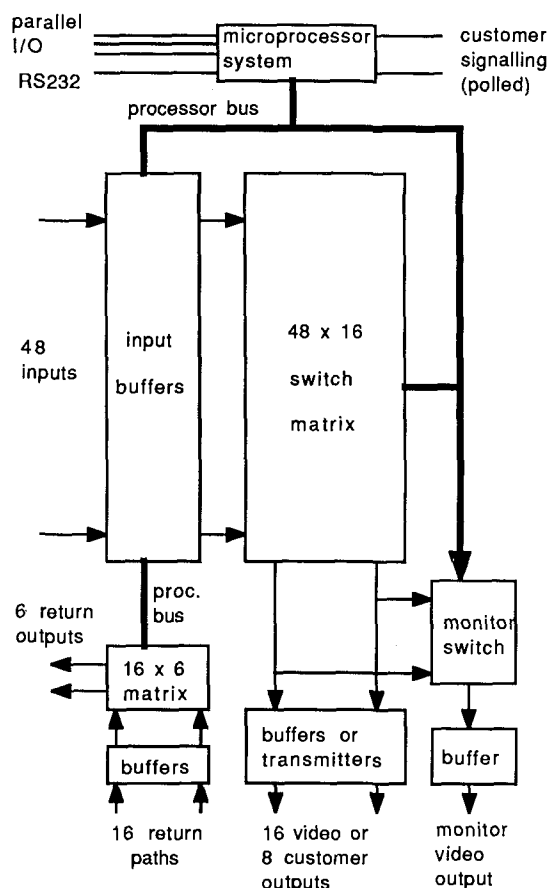 parallel
I/O
RS232
microprocessor
system
customer
signalling
(polled)
processor bus
48
inputs
input
buffers
48 x 16
switch
matrix
proc.
bus
6 return
outputs
16 x 6
matrix
monitor
switch
buffers
buffers or
transmitters
buffer
16 return
paths
16 video or
8 customer
outputs
monitor
video
output